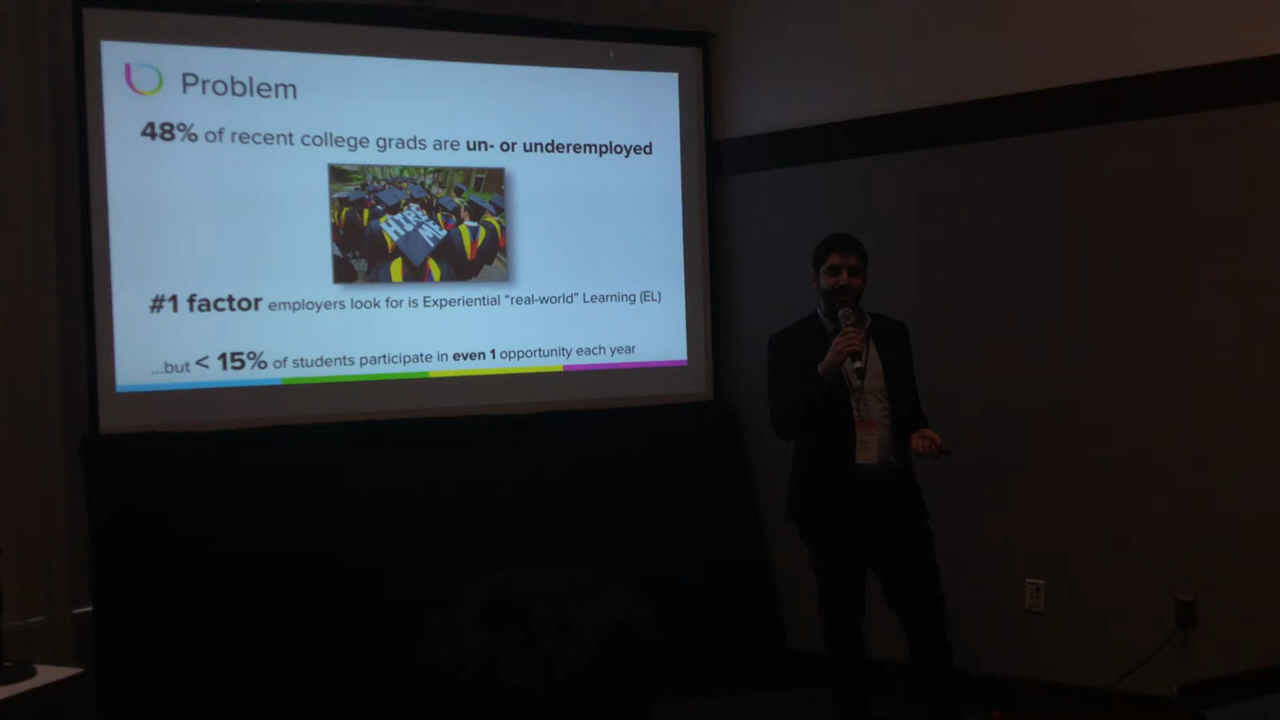 Problem
48% of recent college grads are un- or underemployed
HIRE
ME
#1 factor employers look for is Experiential “real-world” Learning (EL)
...but < 15% of students participate in even 1 opportunity each year